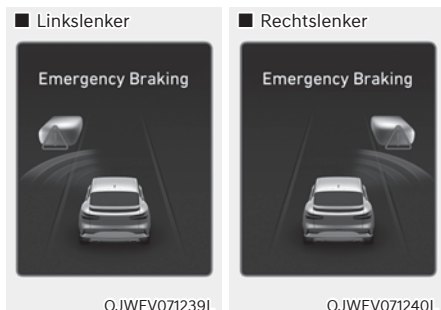 ■ Linkslenker
Emergency Braking
OJWEV071239L
■ Rechtslenker
Emergency Braking
OJWEV071240L